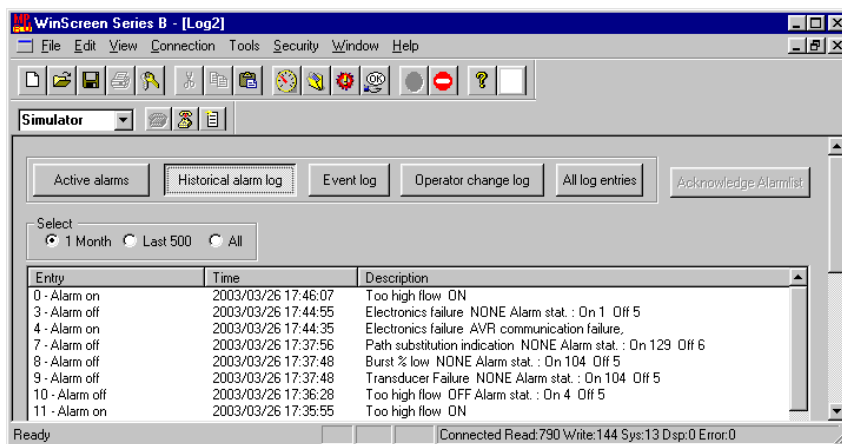 WinScreen Series B - [Log2]
File Edit View Connection Tools Security Window Help
OK
Simulator
Active alarms Historical alarm log Event log Operator change log All log entries Acknowledge Alarmlist
Select
1 Month Last 500 All
Entry Time Description
0 - Alarm on 2003/03/26 17:46:07 Too high flow ON
3 - Alarm off 2003/03/26 17:44:55 Electronics failure NONE Alarm stat. : On 1 Off 5
4 - Alarm on 2003/03/26 17:44:35 Electronics failure AVR communication failure,
7 - Alarm off 2003/03/26 17:37:56 Path substitution indication NONE Alarm stat. : On 129 Off 6
8 - Alarm off 2003/03/26 17:37:48 Burst % low NONE Alarm stat. : On 104 Off 5
9 - Alarm off 2003/03/26 17:37:48 Transducer Failure NONE Alarm stat. : On 104 Off 5
10 - Alarm off 2003/03/26 17:36:28 Too high flow OFF Alarm stat. : On 4 Off 5
11 - Alarm on 2003/03/26 17:35:55 Too high flow ON
Ready Connected Read:790 Write:144 Sys:13 Dsp:0 Error:0